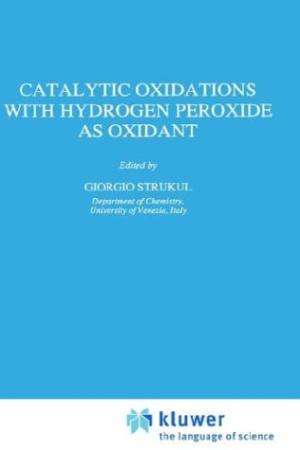 CATALYTIC OXIDATIONS
WITH HYDROGEN PEROXIDE
AS OXIDANT
Edited by
GIORGIO STRUKUL
Department of Chemistry,
University of Venezia, Italy
kluwer
the language of science